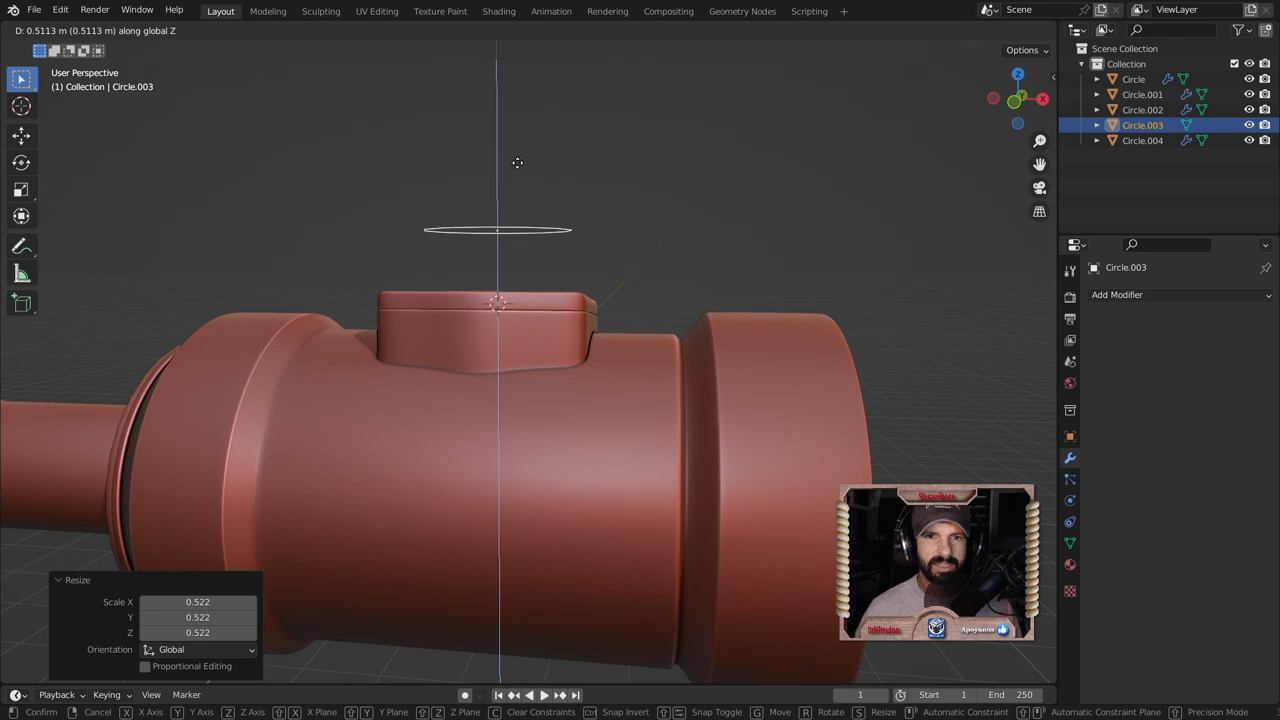 File Edit Render Window Help
Layout Modeling Sculpting UV Editing Texture Paint Shading Animation Rendering Compositing Geometry Nodes Scripting +
Scene
ViewLayer
D: 0.5113 m (0.5113 m) along global Z
Options
User Perspective
(1) Collection | Circle.003
Z
Y
X
Scene Collection
Collection
Circle
Circle.001
Circle.002
Circle.003
Circle.004
Circle.003
Add Modifier
Resize
Scale X 0.522
Y 0.522
Z 0.522
Orientation Global
Proportional Editing
Suscribete
3dillusion
Apoyanos
Playback Keying View Marker
1
Start 1
End 250
Confirm Cancel X X Axis Y Y Axis Z Z Axis X X Plane Y Y Plane Z Z Plane C Clear Constraints Ctrl Snap Invert Snap Toggle G Move R Rotate S Resize Automatic Constraint Automatic Constraint Plane Precision Mode